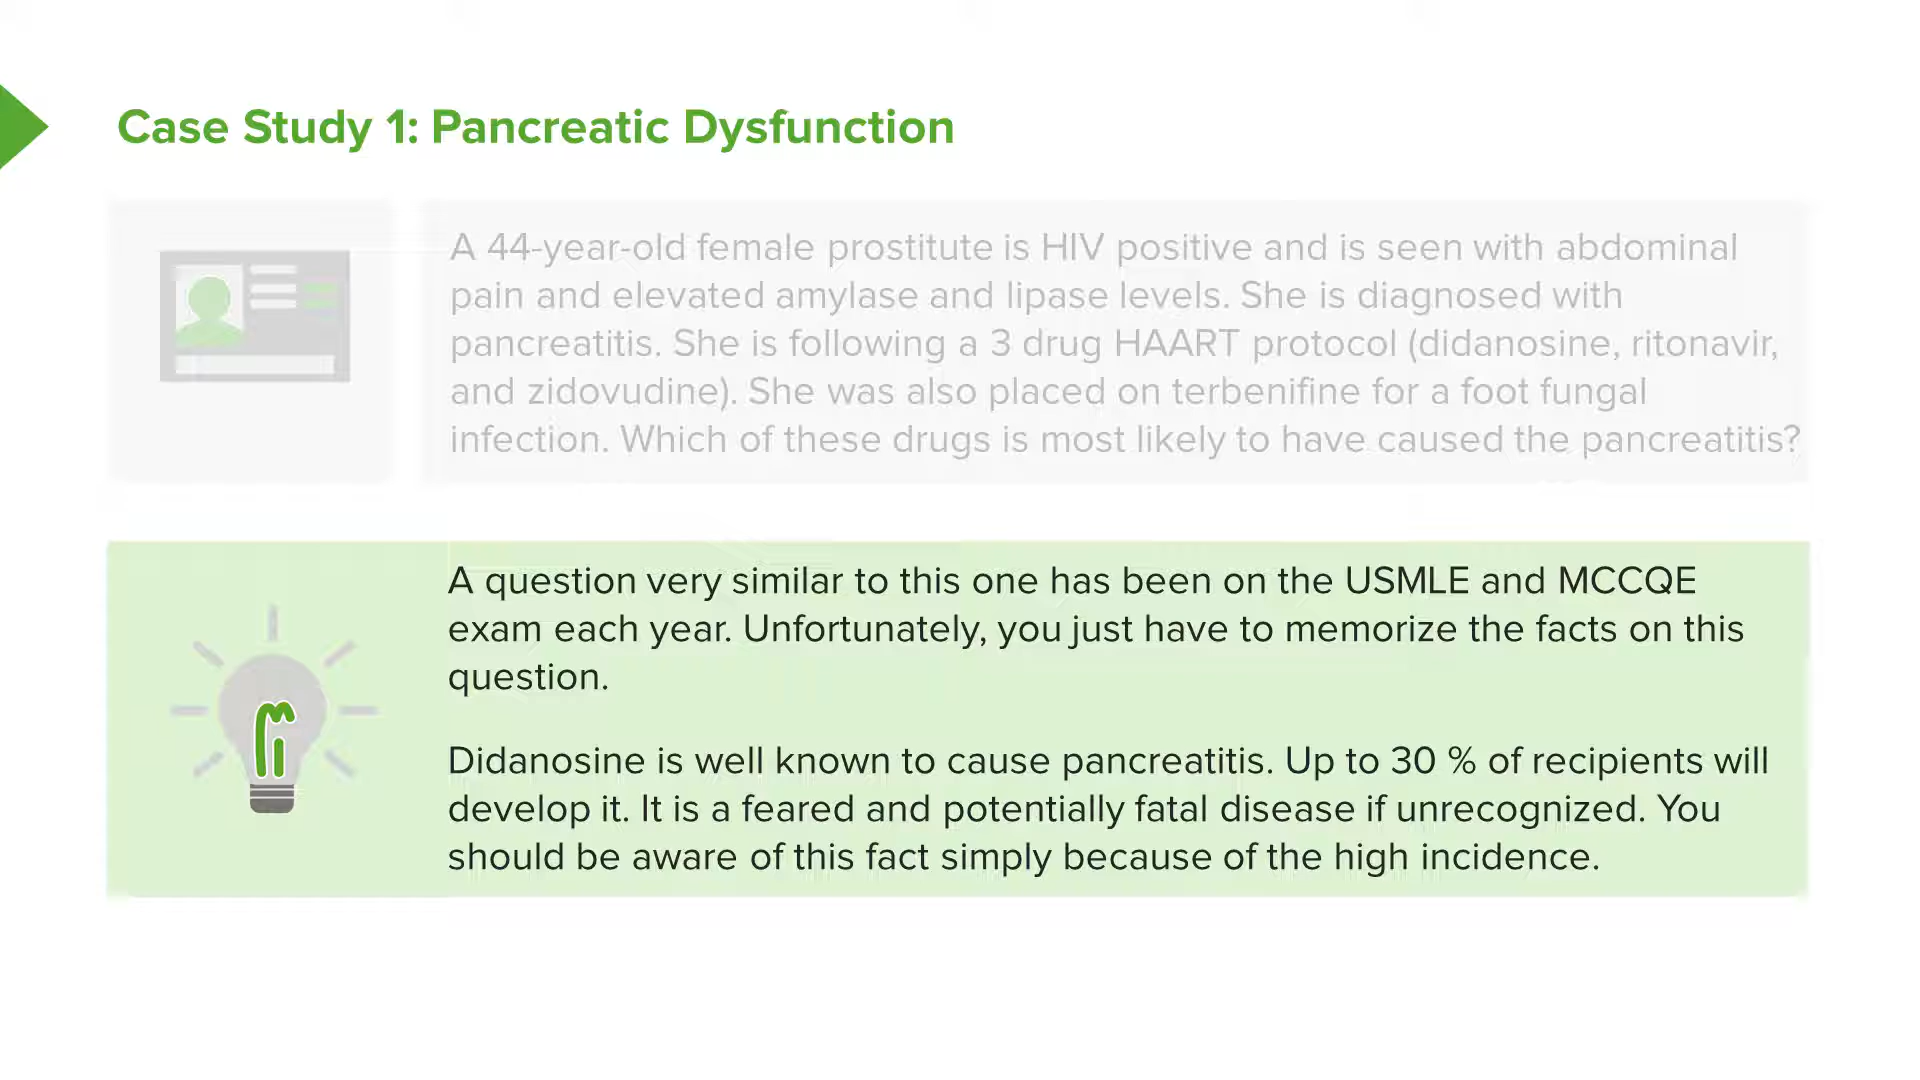 Case Study 1: Pancreatic Dysfunction
A 44-year-old female prostitute is HIV positive and is seen with abdominal
pain and elevated amylase and lipase levels. She is diagnosed with
pancreatitis. She is following a 3 drug HAART protocol (didanosine, ritonavir,
and zidovudine). She was also placed on terbenifine for a foot fungal
infection. Which of these drugs is most likely to have caused the pancreatitis?
A question very similar to this one has been on the USMLE and MCCQE
exam each year. Unfortunately, you just have to memorize the facts on this
question.
Didanosine is well known to cause pancreatitis. Up to 30 % of recipients will
develop it. It is a feared and potentially fatal disease if unrecognized. You
should be aware of this fact simply because of the high incidence.